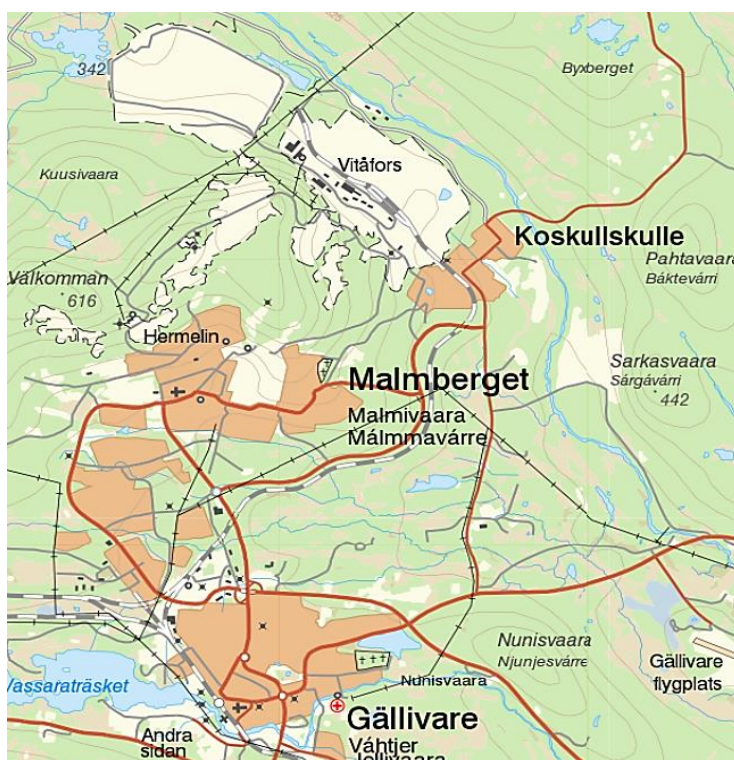 342
Byxberget
Vitåfors
Kuusivaara
Koskullskulle
Pahtavaara
Báktevárri
Välkomman
616
Hermelin
Malmberget
Malmivaara
Málmmavárre
Sarkasvaara
Sárgávárri
442
Nunisvaara
Njunjesvárre
Gällivare
flygplats
Vassaraträsket
Nunisvaara
Gällivare
Váhtjer
Andra
sidan